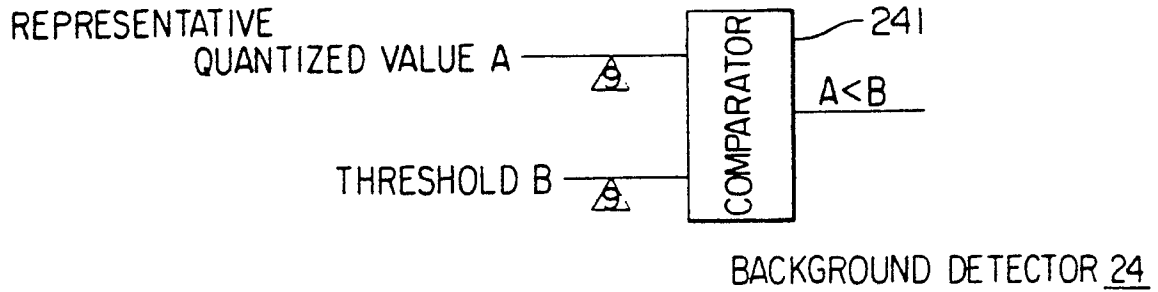 REPRESENTATIVE
QUANTIZED VALUE A
9
THRESHOLD B
9
COMPARATOR
241
A<B
BACKGROUND DETECTOR 24